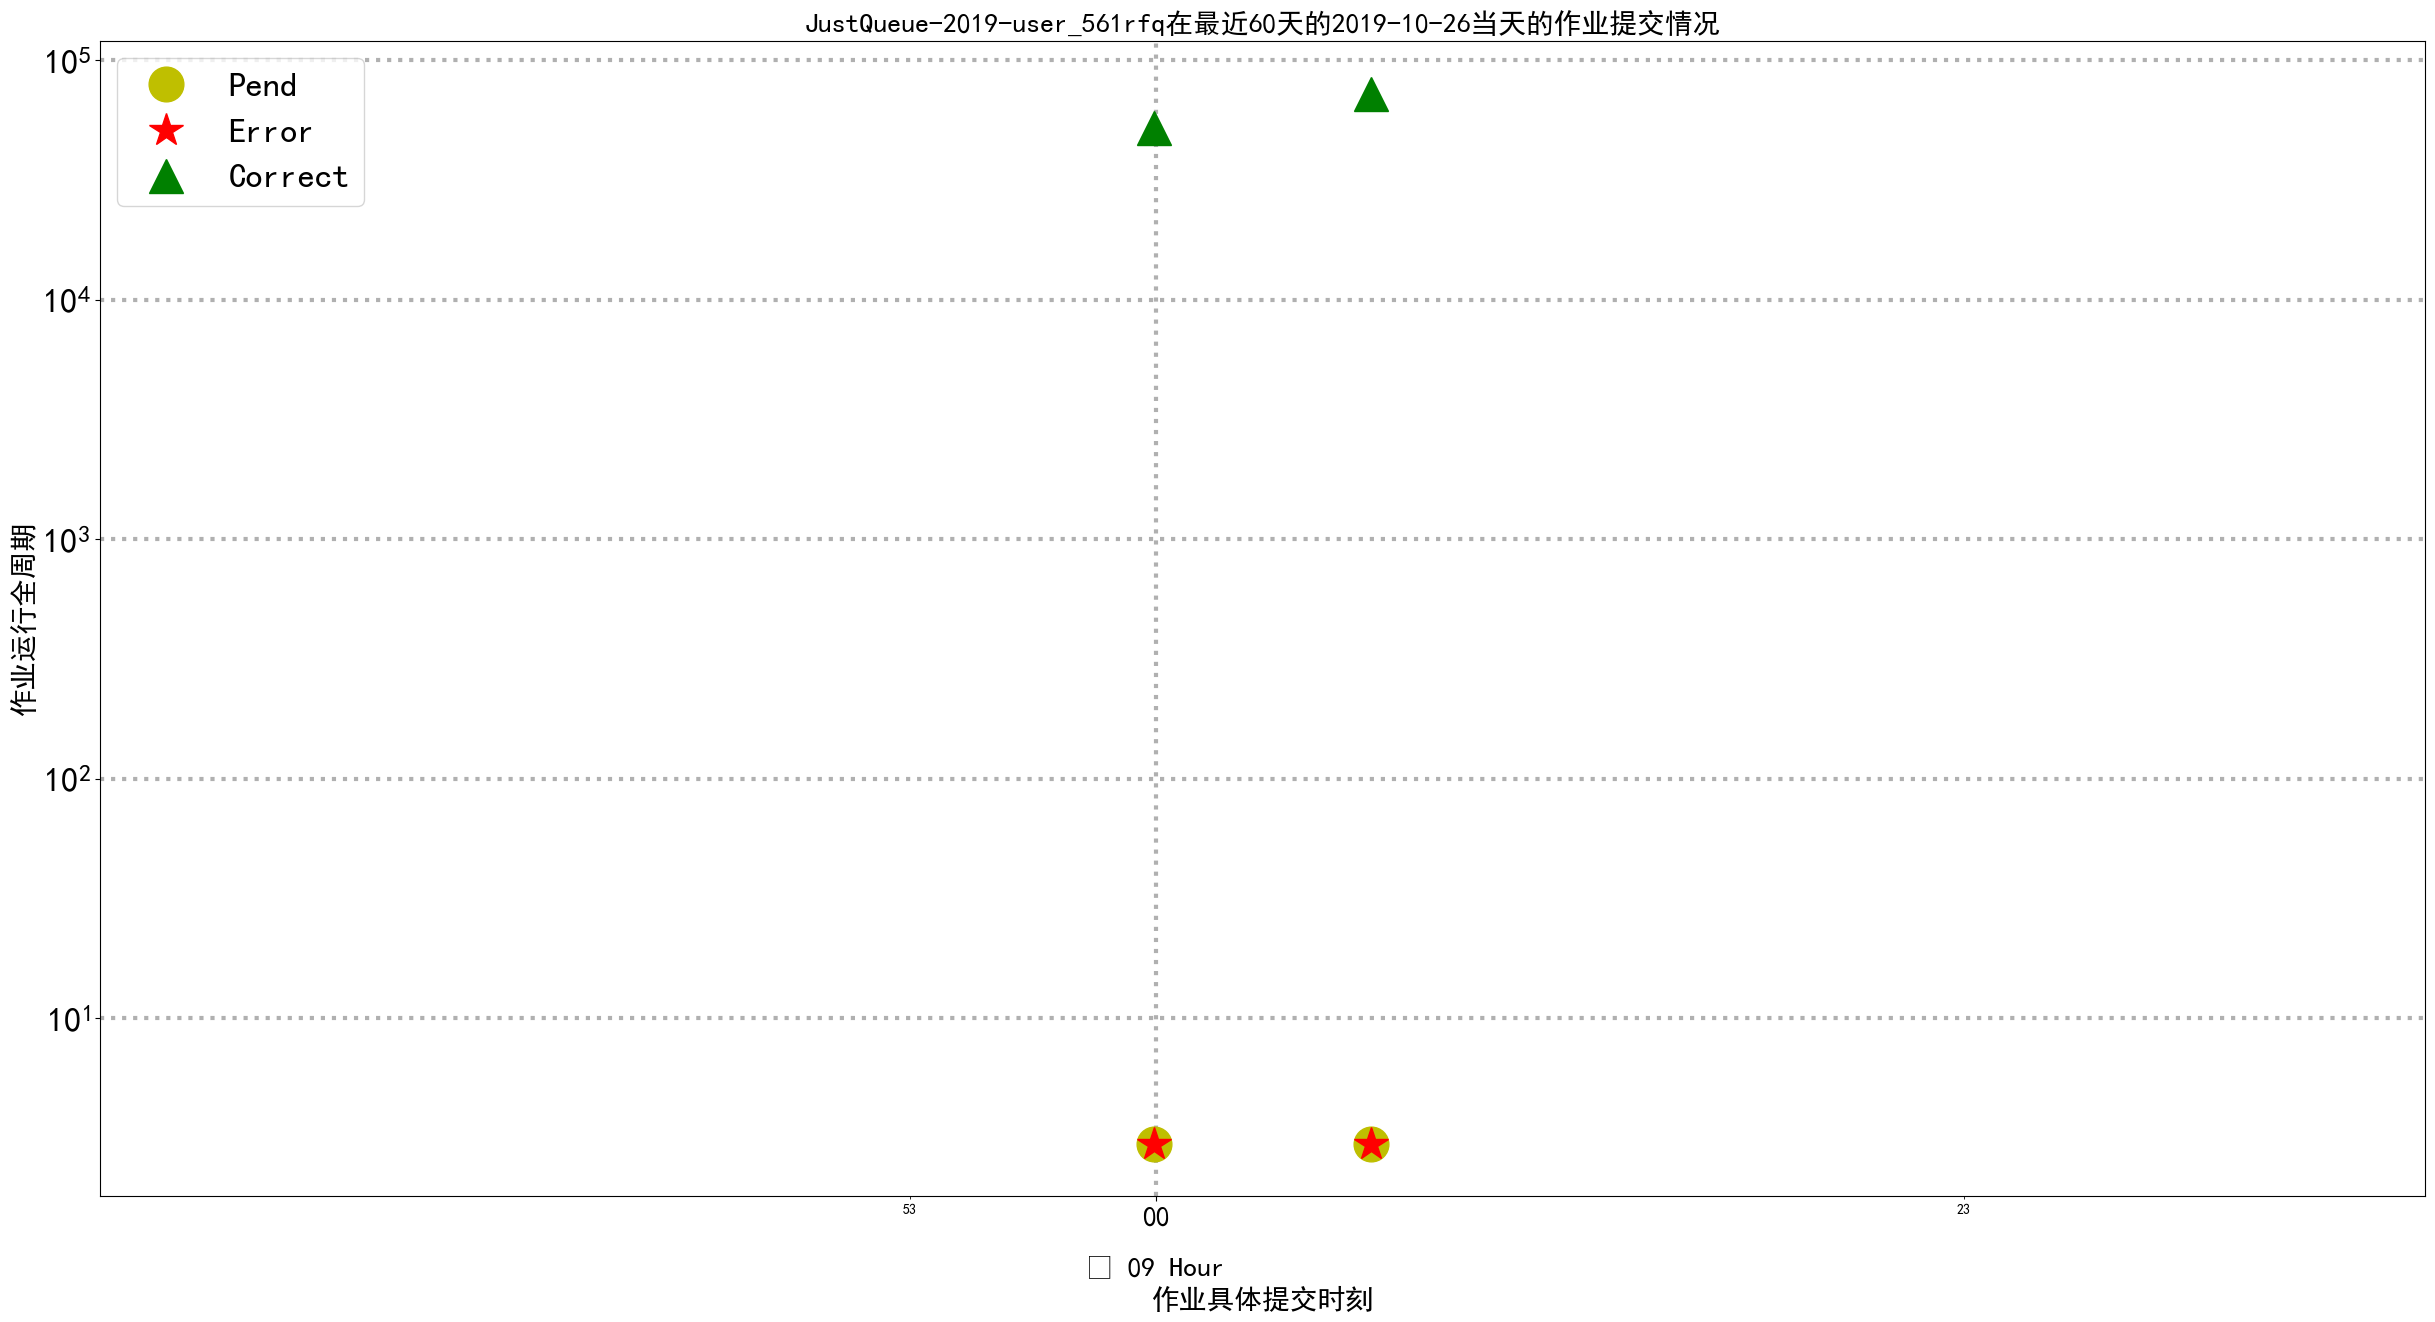 JustQueue-2019-user_561rfq在最近60天的2019-10-26当天的作业提交情况
Pend
Error
Correct
10^5
10^4
10^3
10^2
10^1
作业运行全周期
53
00
23
□ 09 Hour
作业具体提交时刻